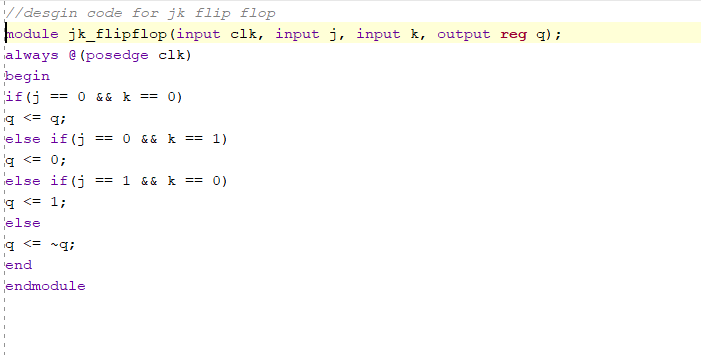 //desgin code for jk flip flop
module jk_flipflop(input clk, input j, input k, output reg q);
always @(posedge clk)
begin
if(j == 0 && k == 0)
q <= q;
else if(j == 0 && k == 1)
q <= 0;
else if(j == 1 && k == 0)
q <= 1;
else
q <= ~q;
end
endmodule